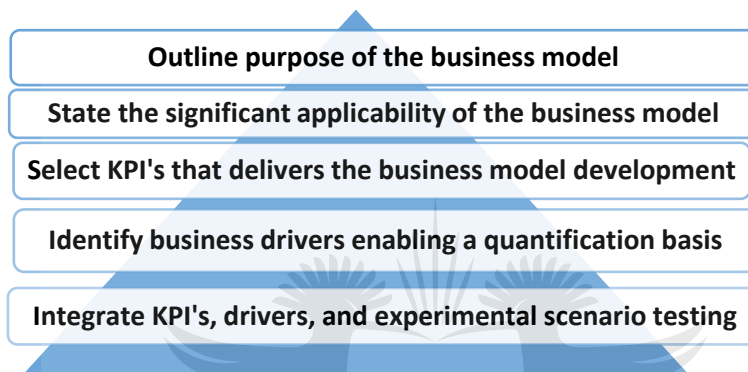 Outline purpose of the business model
State the significant applicability of the business model
Select KPI's that delivers the business model development
Identify business drivers enabling a quantification basis
Integrate KPI's, drivers, and experimental scenario testing